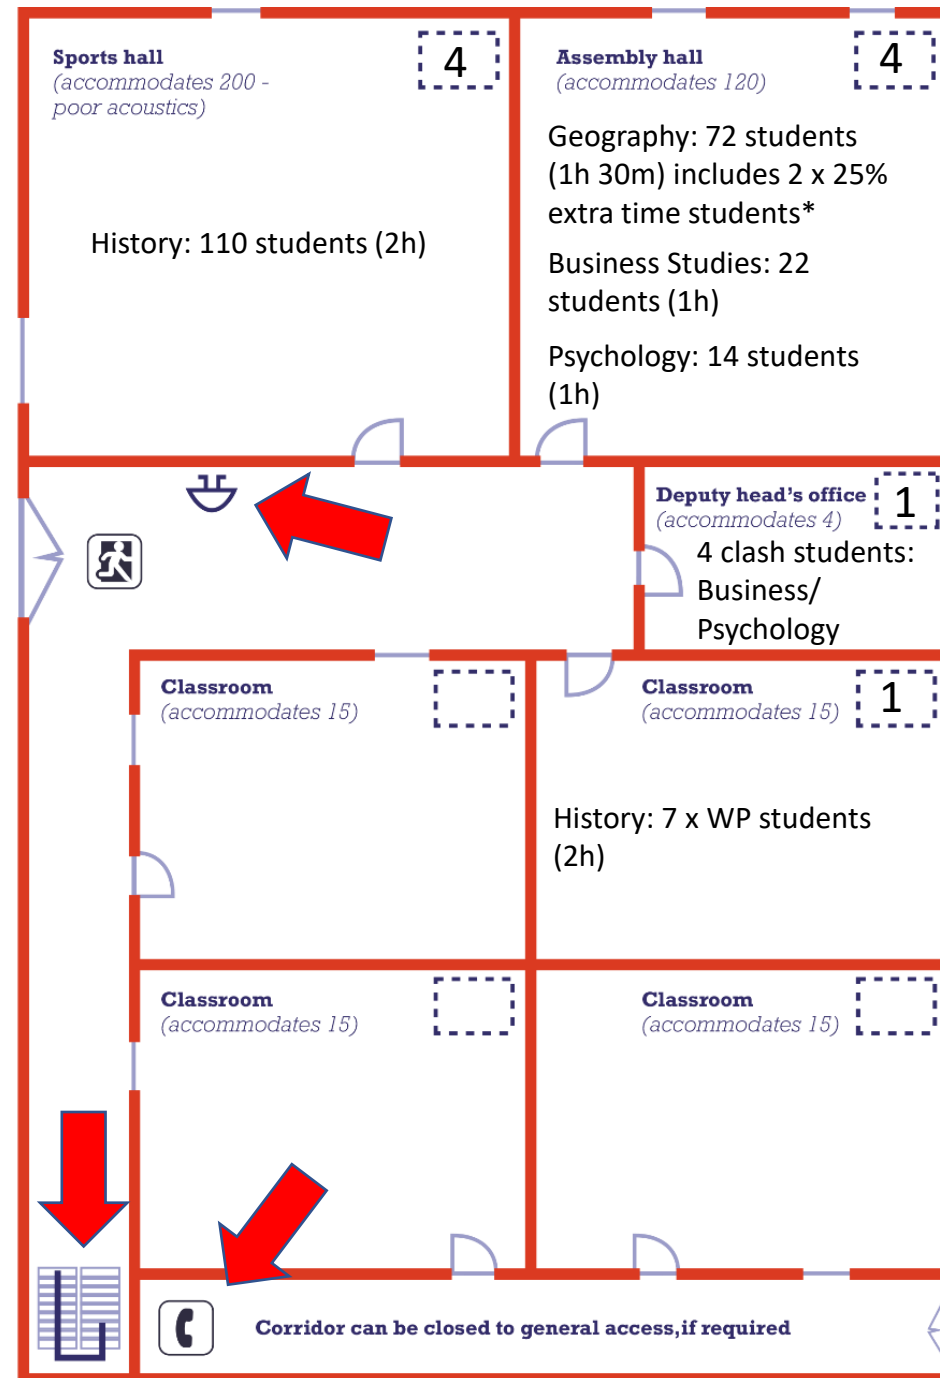 Sports hall
(accommodates 200 -
poor acoustics)
4
History: 110 students (2h)
Assembly hall
(accommodates 120)
4
Geography: 72 students
(1h 30m) includes 2 x 25%
extra time students*
Business Studies: 22
students (1h)
Psychology: 14 students
(1h)
Deputy head's office
(accommodates 4)
1
4 clash students:
Business/
Psychology
Classroom
(accommodates 15)
Classroom
(accommodates 15)
1
History: 7 x WP students
(2h)
Classroom
(accommodates 15)
Classroom
(accommodates 15)
Corridor can be closed to general access,if required